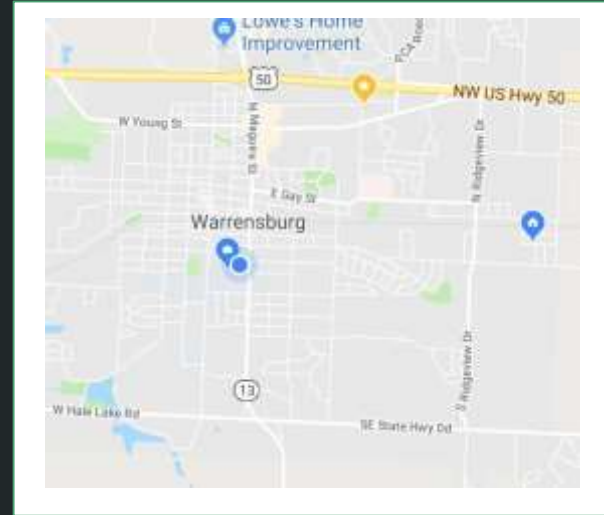 Lowe's Home
Improvement
50
NW US Hwy 50
W Young St
N Maguire St
N Ridgeview Dr
E Gay St
Warrensburg
S Ridgeview Dr
13
W Hale Lake Rd
SE State Hwy Dd